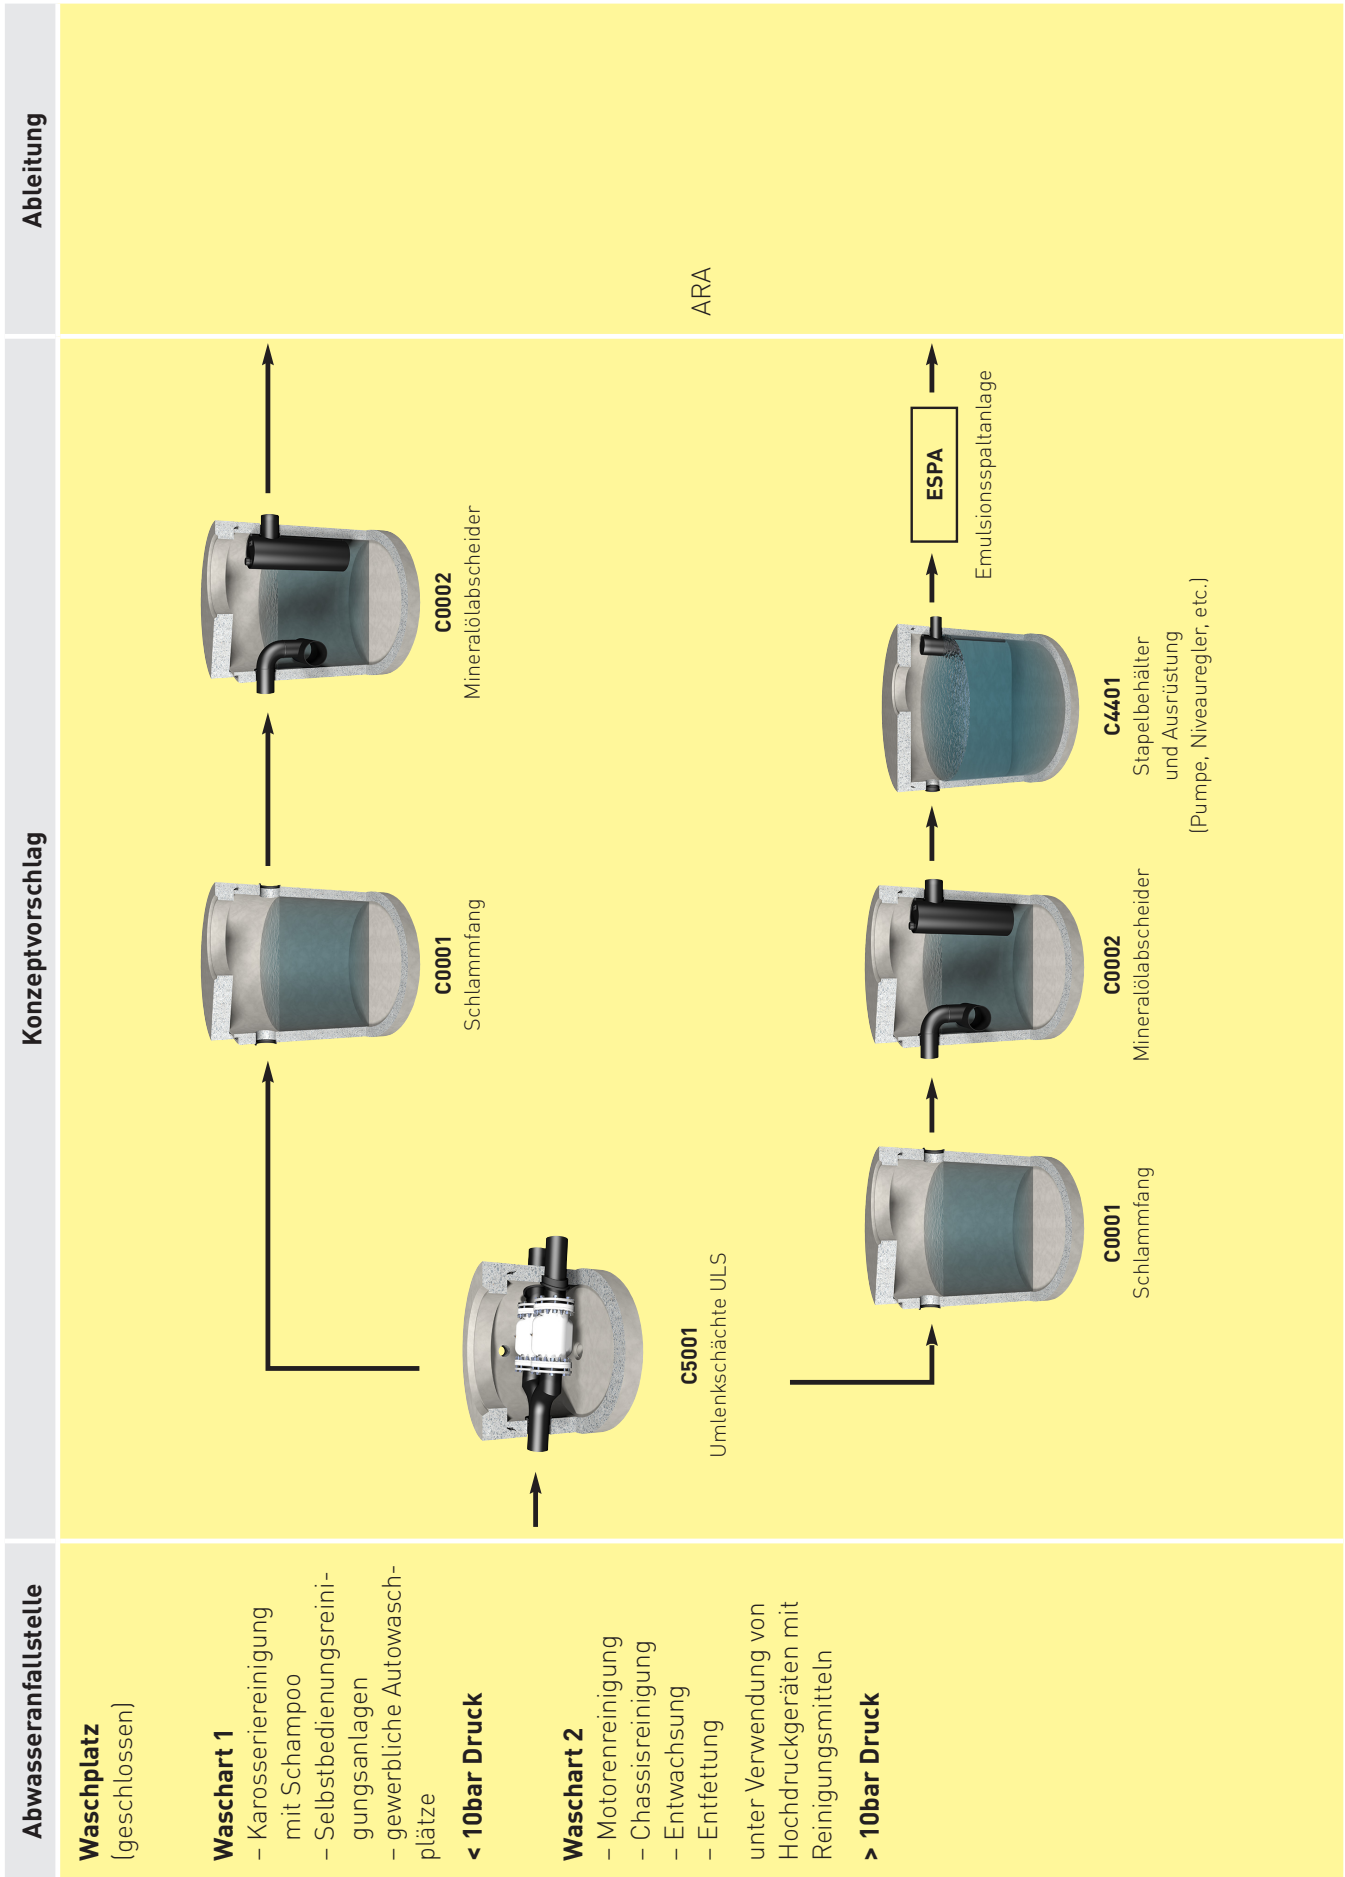 Abwasseranfallstelle
Konzeptvorschlag
Ableitung
Waschplatz
(geschlossen)
Waschart 1
– Karosseriereinigung
mit Schampoo
– Selbstbedienungsreini-
gungsanlagen
– gewerbliche Autowasch-
plätze
< 10bar Druck
Waschart 2
– Motorenreinigung
– Chassisreinigung
– Entwachsung
– Entfettung
unter Verwendung von
Hochdruckgeräten mit
Reinigungsmitteln
> 10bar Druck
C0001
Schlammfang
C0002
Mineralölabscheider
C5001
Umlenkschächte ULS
C0001
Schlammfang
C0002
Mineralölabscheider
C4401
Stapelbehälter
und Ausrüstung
(Pumpe, Niveauregler, etc.)
ESPA
Emulsionsspaltanlage
ARA